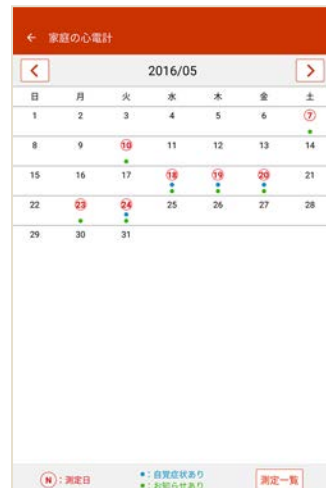 ← 家庭の心電計
< 2016/05 >
日 月 火 水 木 金 土
1 2 3 4 5 6 7
8 9 10 11 12 13 14
15 16 17 18 19 20 21
22 23 24 25 26 27 28
29 30 31
N : 測定日
● : 自覚症状あり
● : お知らせあり
測定一覧